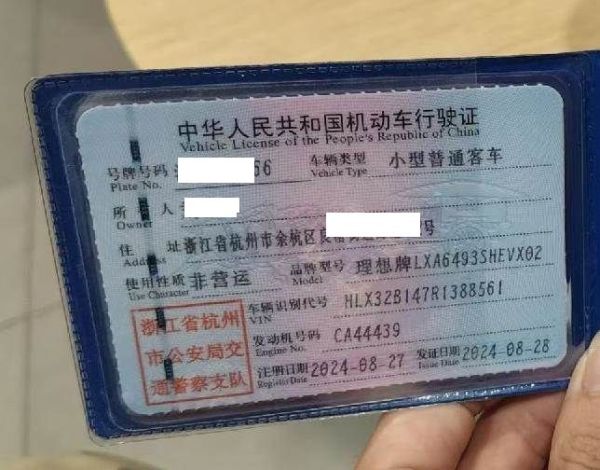 中华人民共和国机动车行驶证
Vehicle License of the People's Republic of China
号牌号码 56 车辆类型 小型普通客车
Plate No. Vehicle Type
所 人
Owner
住 址 浙江省杭州市余杭区良 号
使用性质 非营运 品牌型号 理想牌LXA6493SHEVX02
Use Character Model
浙江省杭州
市公安局交
通警察支队
车辆识别代号 HLX32B147R1388561
VIN
发动机号码 CA44439
Engine No.
注册日期 2024-08-27 发证日期 2024-08-28
Register Date Issue Date